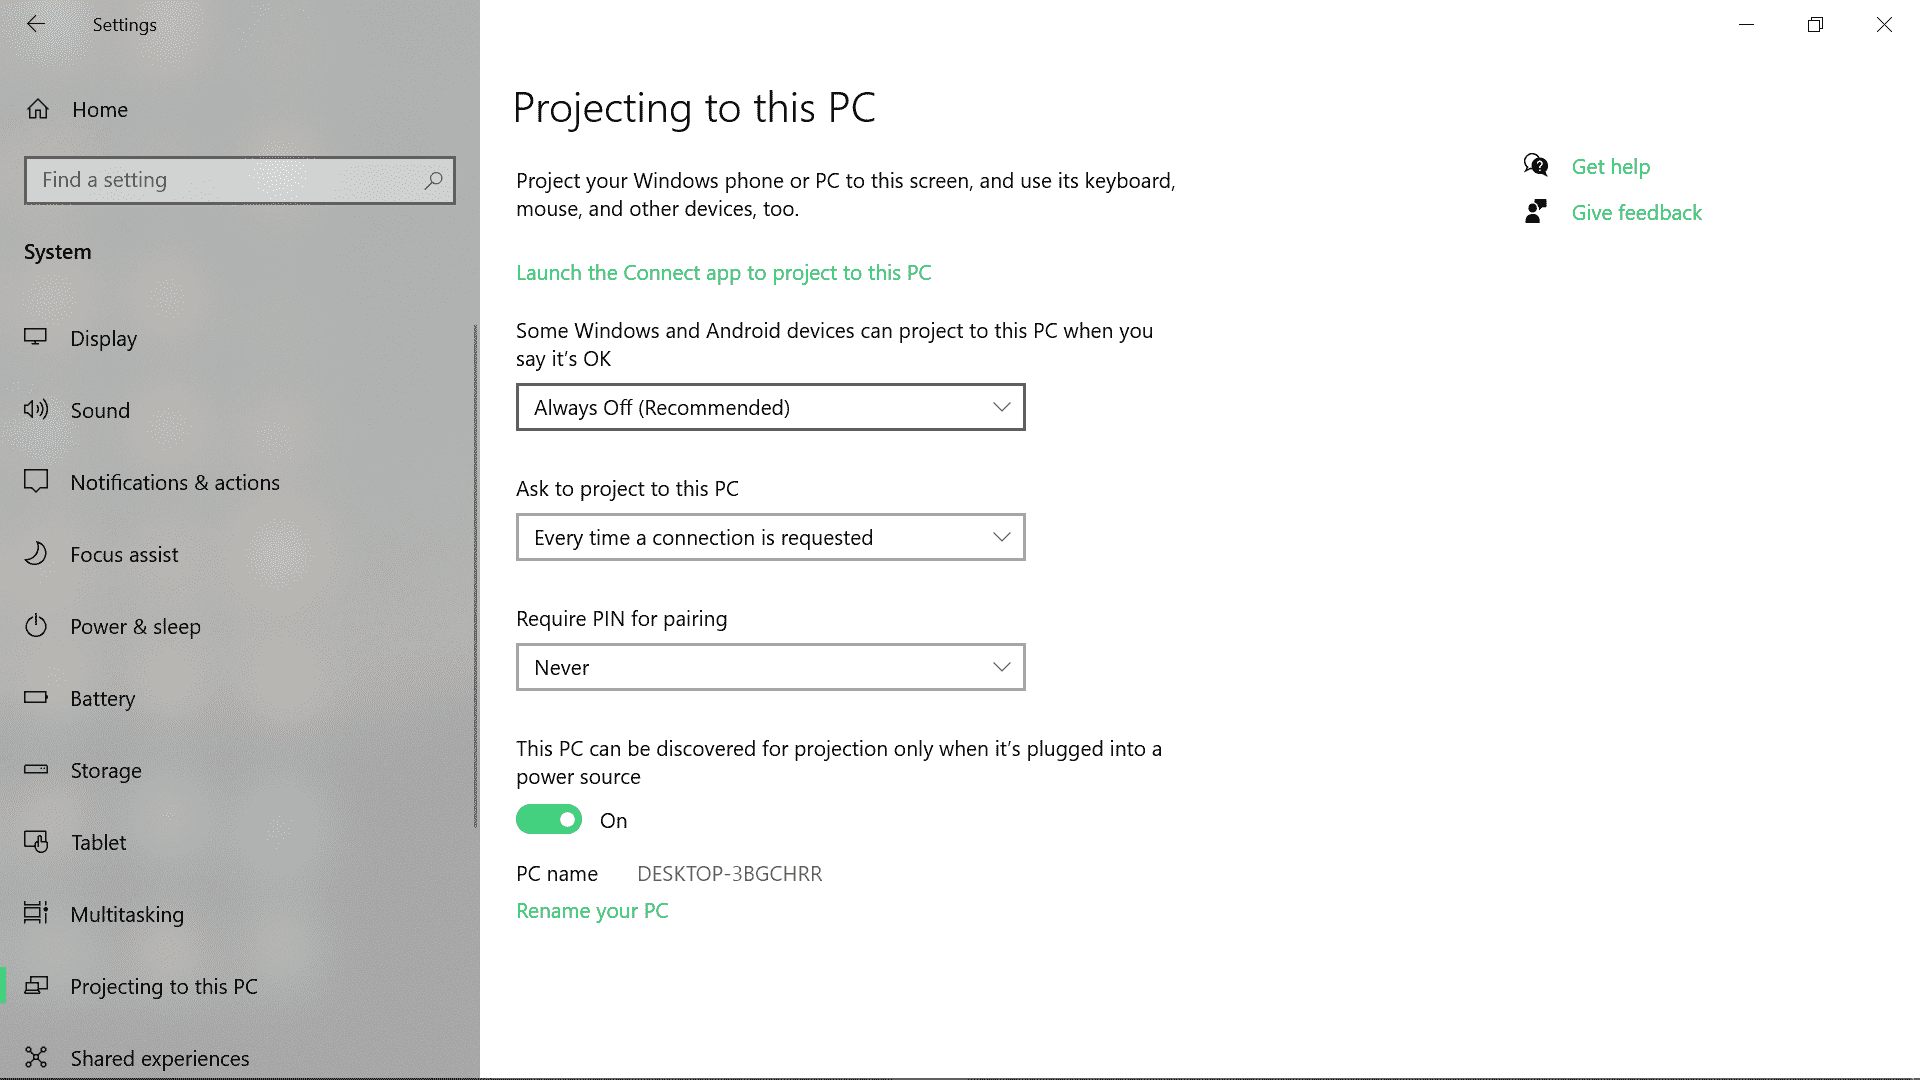 Settings
Home
Find a setting
System
Display
Sound
Notifications & actions
Focus assist
Power & sleep
Battery
Storage
Tablet
Multitasking
Projecting to this PC
Shared experiences
Projecting to this PC
Project your Windows phone or PC to this screen, and use its keyboard,
mouse, and other devices, too.
Launch the Connect app to project to this PC
Some Windows and Android devices can project to this PC when you
say it’s OK
Always Off (Recommended)
Ask to project to this PC
Every time a connection is requested
Require PIN for pairing
Never
This PC can be discovered for projection only when it’s plugged into a
power source
On
PC name DESKTOP-3BGCHRR
Rename your PC
Get help
Give feedback